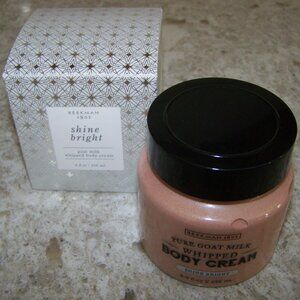 BEEKMAN
1802
shine
bright
goat milk
whipped body cream
BEEKMAN 1802
PURE GOAT MILK
WHIPPED
BODY CREAM
SHINE BRIGHT